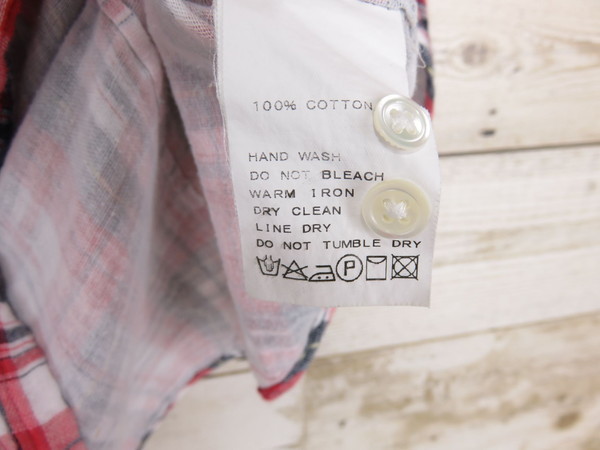 100% COTTON
HAND WASH
DO NOT BLEACH
WARM IRON
DRY CLEAN
LINE DRY
DO NOT TUMBLE DRY
P